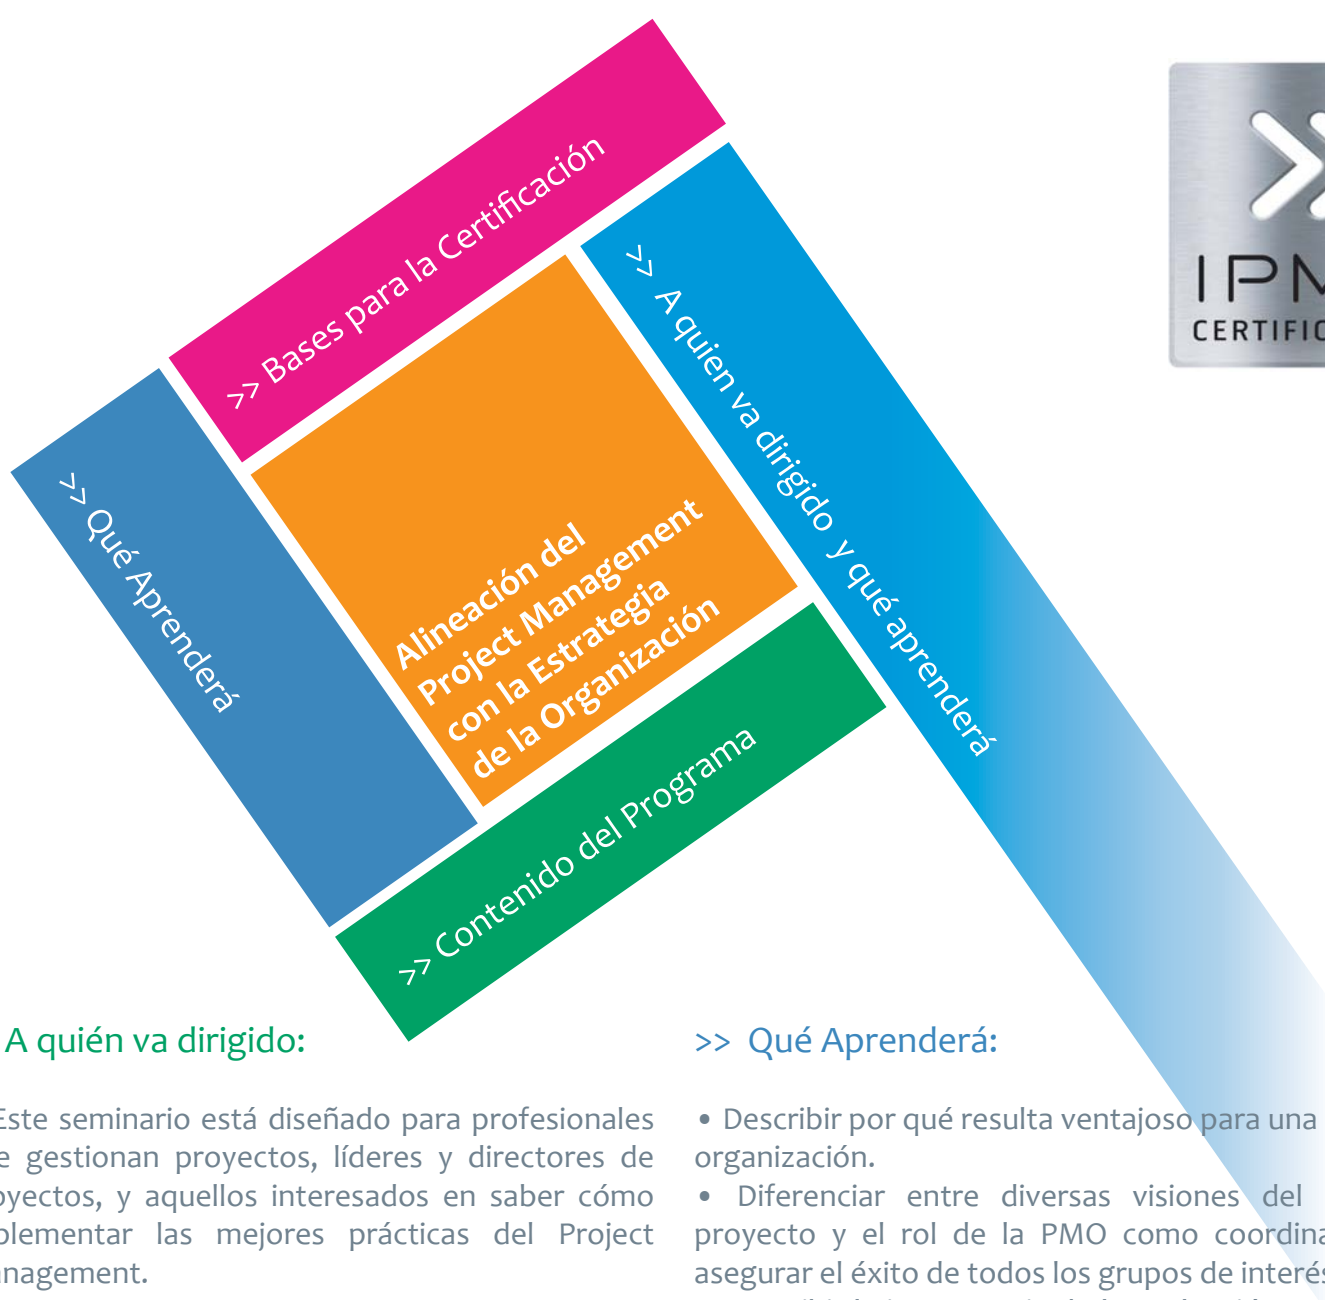 >> Bases para la Certificación
>> A quien va dirigido y qué aprenderá
IPM
CERTIFIC
>> Qué Aprenderá
Alineación del
Project Management
con la Estrategia
de la Organización
>> Contenido del Programa
A quién va dirigido:
Este seminario está diseñado para profesionales
e gestionan proyectos, líderes y directores de
oyectos, y aquellos interesados en saber cómo
plementar las mejores prácticas del Project
nagement.
>> Qué Aprenderá:
• Describir por qué resulta ventajoso para una
organización.
• Diferenciar entre diversas visiones del
proyecto y el rol de la PMO como coordina
asegurar el éxito de todos los grupos de interés